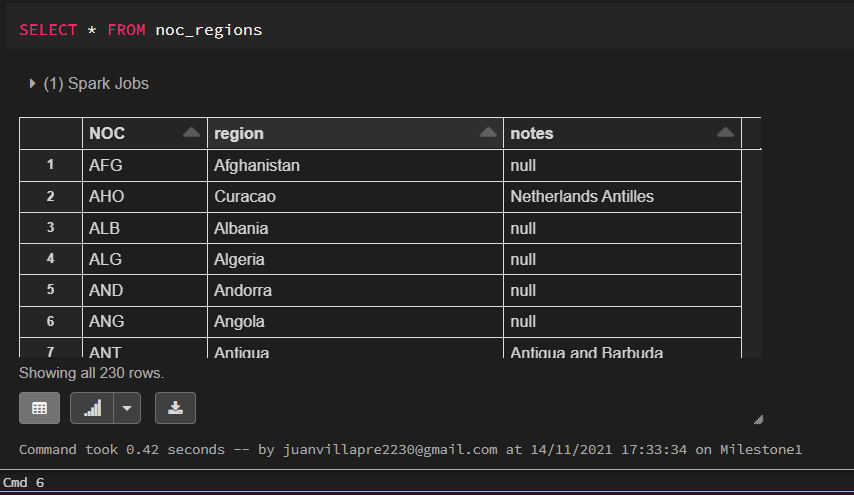 SELECT * FROM noc_regions
(1) Spark Jobs
NOC region notes
1 AFG Afghanistan null
2 AHO Curacao Netherlands Antilles
3 ALB Albania null
4 ALG Algeria null
5 AND Andorra null
6 ANG Angola null
7 ANT Antigua Antigua and Barbuda
Showing all 230 rows.
Command took 0.42 seconds -- by juanvillapre2230@gmail.com at 14/11/2021 17:33:34 on Milestone1
Cmd 6